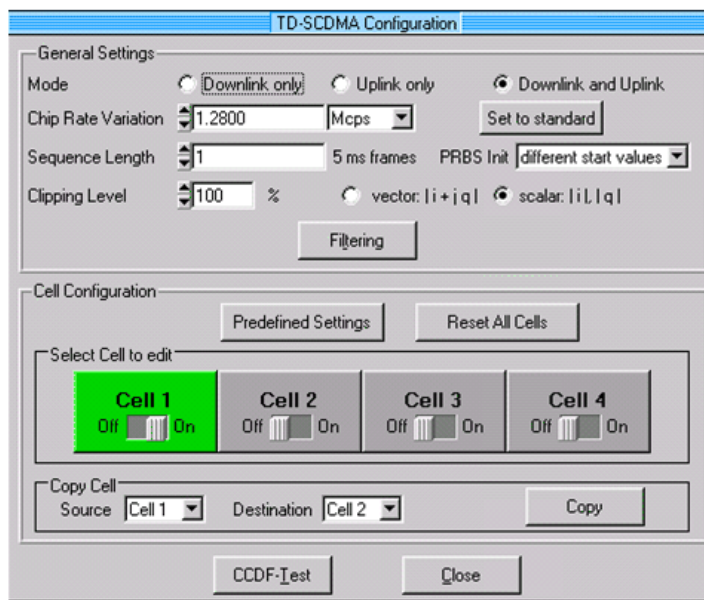 TD-SCDMA Configuration
General Settings
Mode Downlink only Uplink only Downlink and Uplink
Chip Rate Variation 1.2800 Mcps Set to standard
Sequence Length 1 5 ms frames PRBS Init different start values
Clipping Level 100 % vector: |i + j q| scalar: |i|, |q|
Filtering
Cell Configuration
Predefined Settings Reset All Cells
Select Cell to edit
Cell 1 Cell 2 Cell 3 Cell 4
Off On Off On Off On Off On
Copy Cell
Source Cell 1 Destination Cell 2 Copy
CCDF-Test Close